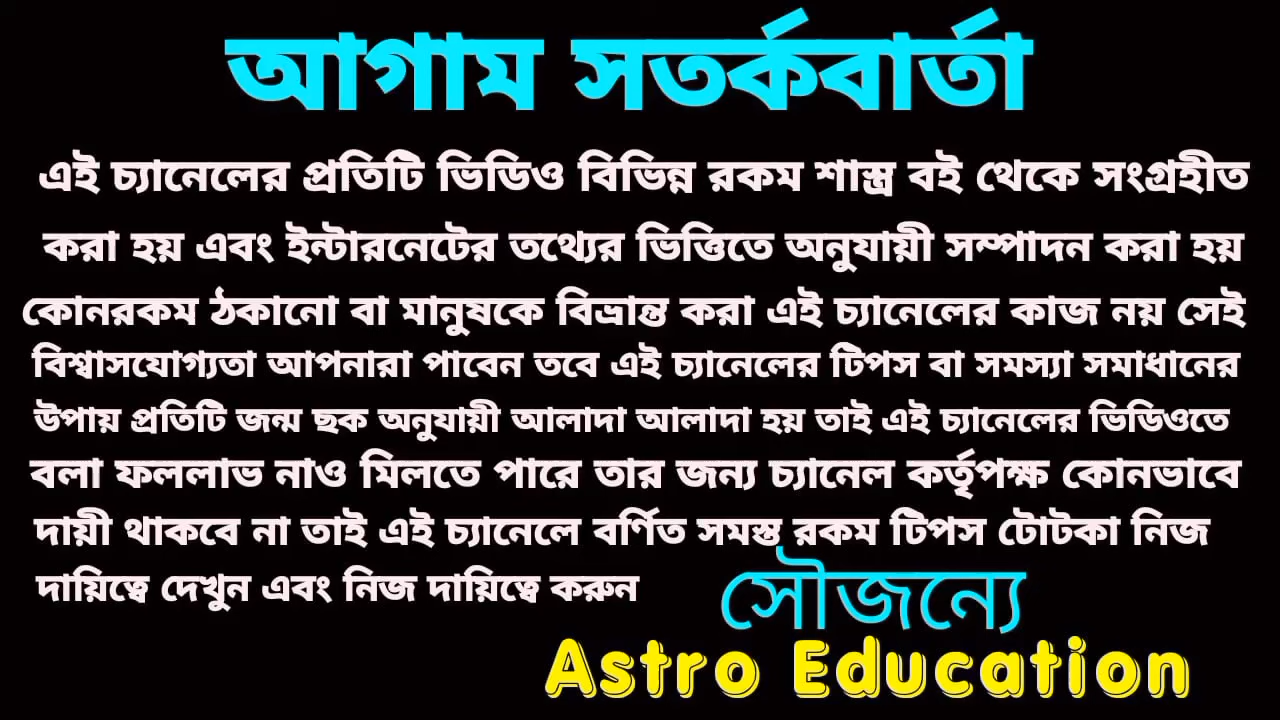 আগাম সতর্কবার্তা
এই চ্যানেলের প্রতিটি ভিডিও বিভিন্ন রকম শাস্ত্র বই থেকে সংগ্রহীত
করা হয় এবং ইন্টারনেটের তথ্যের ভিত্তিতে অনুযায়ী সম্পাদন করা হয়
কোনরকম ঠকানো বা মানুষকে বিভ্রান্ত করা এই চ্যানেলের কাজ নয় সেই
বিশ্বাসযোগ্যতা আপনারা পাবেন তবে এই চ্যানেলের টিপস বা সমস্যা সমাধানের
উপায় প্রতিটি জন্ম ছক অনুযায়ী আলাদা আলাদা হয় তাই এই চ্যানেলের ভিডিওতে
বলা ফললাভ নাও মিলতে পারে তার জন্য চ্যানেল কর্তৃপক্ষ কোনভাবে
দায়ী থাকবে না তাই এই চ্যানেলে বর্ণিত সমস্ত রকম টিপস টোটকা নিজ
দায়িত্বে দেখুন এবং নিজ দায়িত্বে করুন
সৌজন্যে
Astro Education